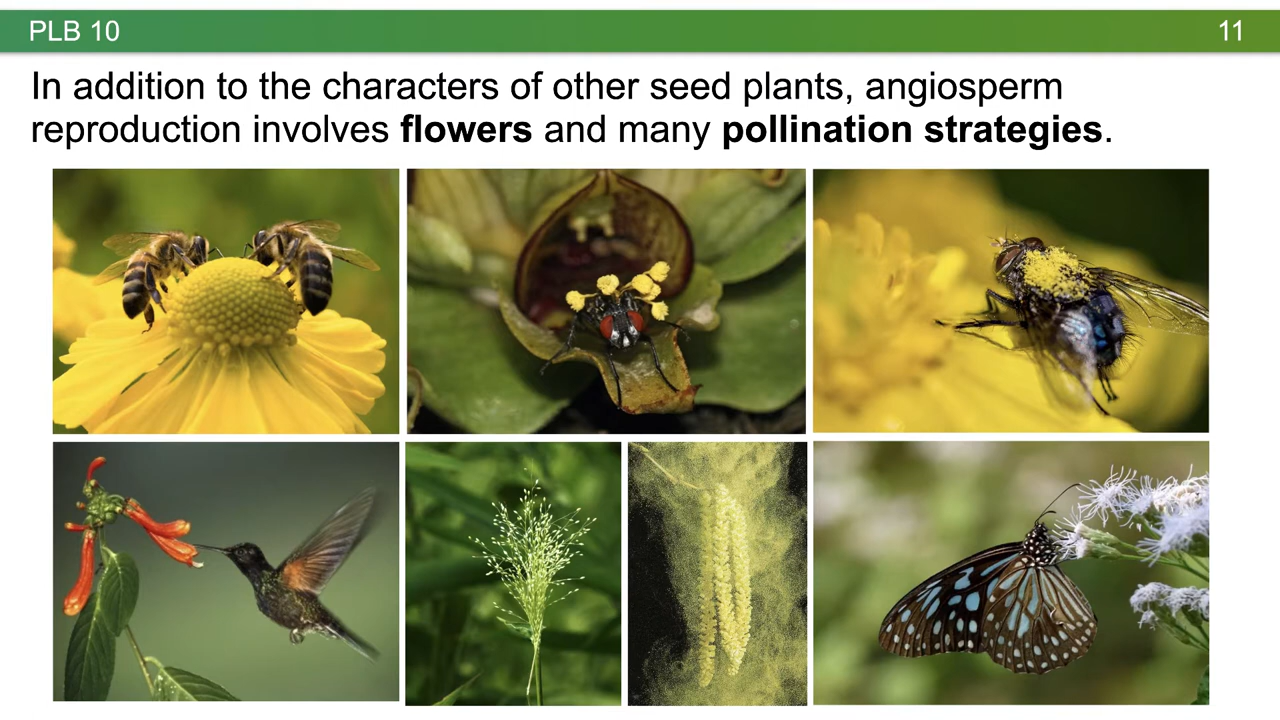 PLB 10
11
In addition to the characters of other seed plants, angiosperm
reproduction involves flowers and many pollination strategies.